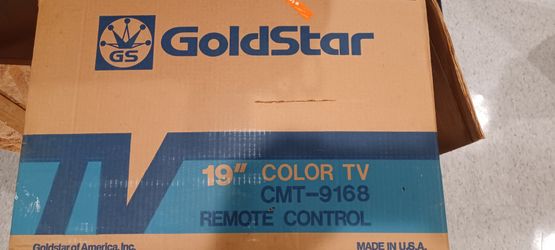 GS GoldStar
TV
19" COLOR TV
CMT-9168
REMOTE CONTROL
Goldstar of America, Inc. MADE IN U.S.A.